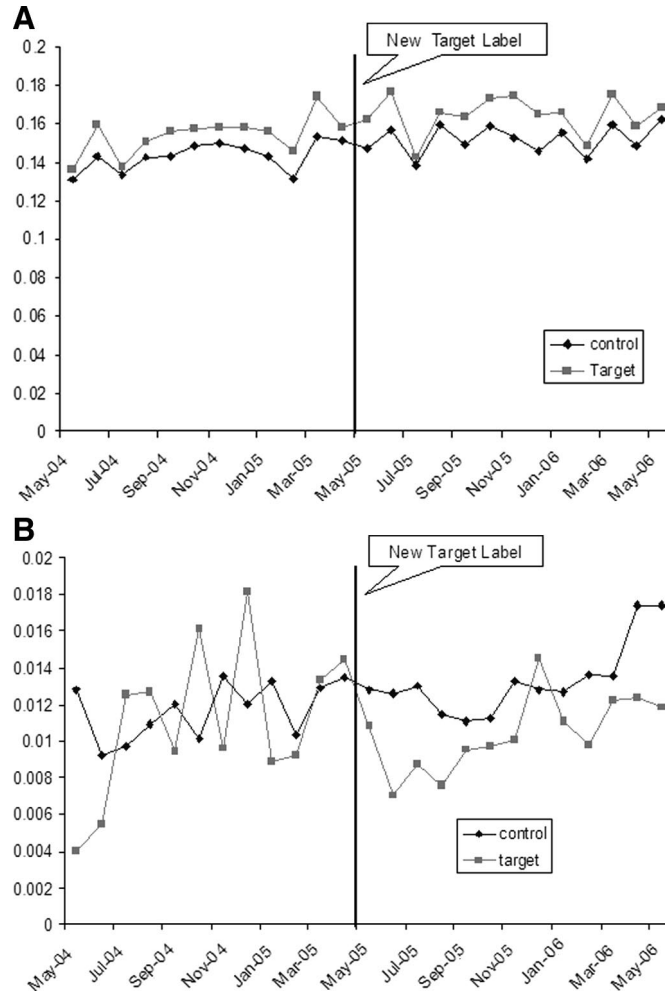 A
New Target Label
0.2
0.18
0.16
0.14
0.12
0.1
0.08
0.06
0.04
0.02
0
control
Target
May-04
Jul-04
Sep-04
Nov-04
Jan-05
Mar-05
May-05
Jul-05
Sep-05
Nov-05
Jan-06
Mar-06
May-06
B
New Target Label
0.02
0.018
0.016
0.014
0.012
0.01
0.008
0.006
0.004
0.002
0
control
target
May-04
Jul-04
Sep-04
Nov-04
Jan-05
Mar-05
May-05
Jul-05
Sep-05
Nov-05
Jan-06
Mar-06
May-06